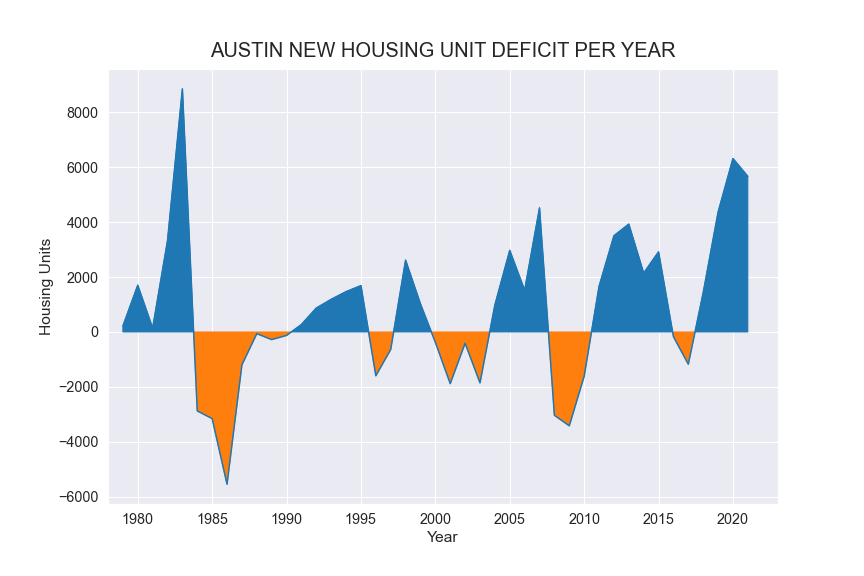 AUSTIN NEW HOUSING UNIT DEFICIT PER YEAR
8000
6000
4000
2000
0
−2000
−4000
−6000
Housing Units
1980 1985 1990 1995 2000 2005 2010 2015 2020
Year